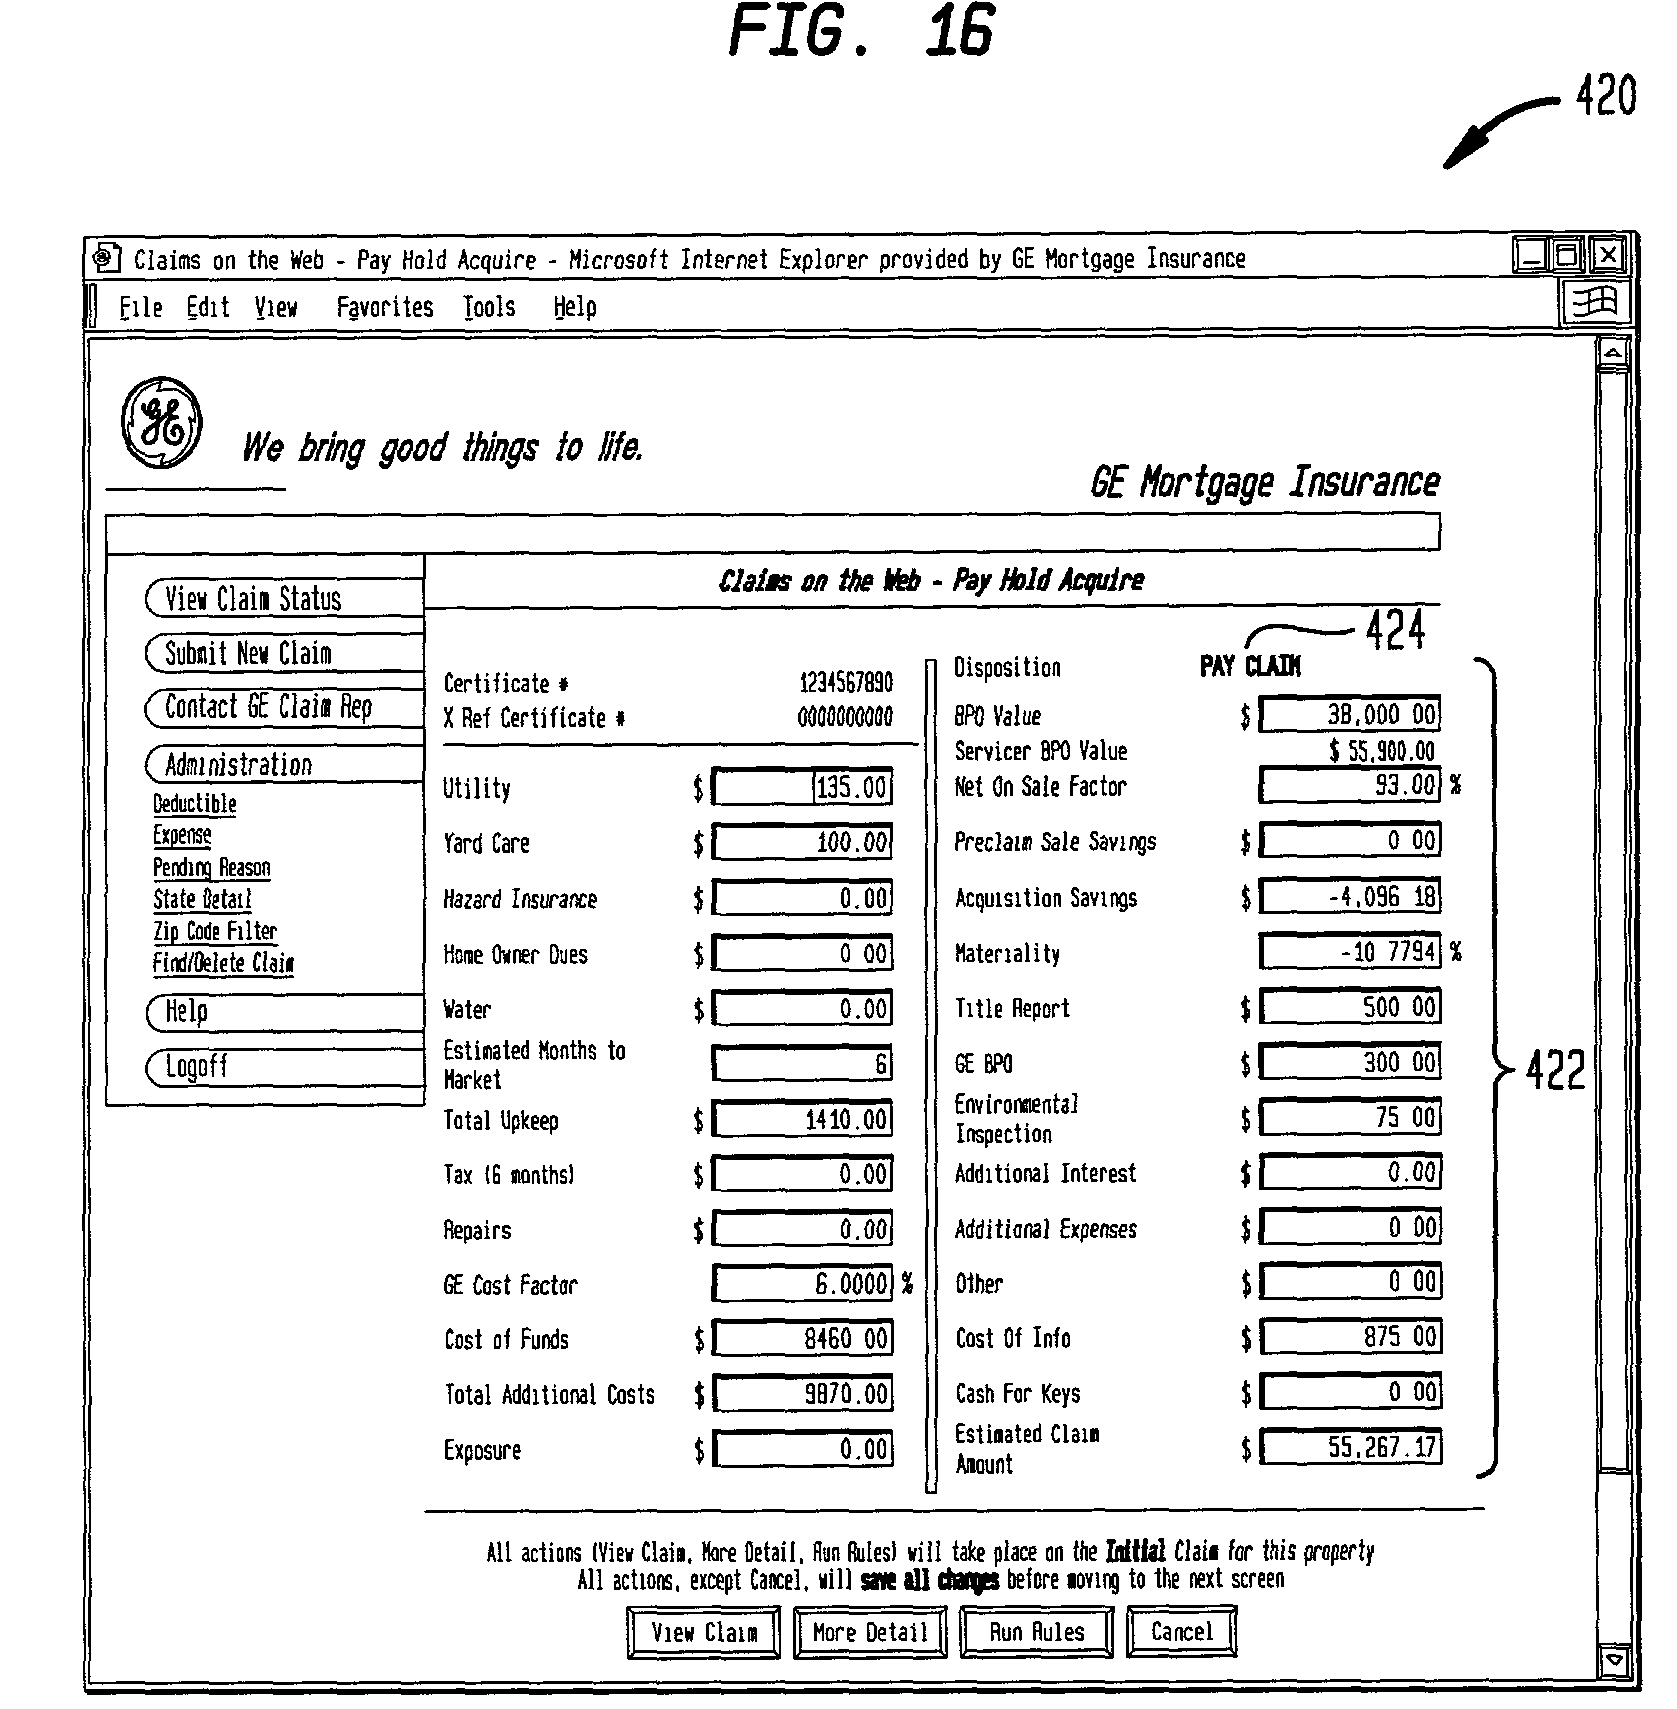 FIG. 16
420
Claims on the Web - Pay Hold Acquire - Microsoft Internet Explorer provided by GE Mortgage Insurance
File Edit View Favorites Tools Help
GE
We bring good things to life.
GE Mortgage Insurance
Claims on the Web - Pay Hold Acquire
View Claim Status
Submit New Claim
Contact GE Claim Rep
Administration
Deductible
Expense
Pending Reason
State Detail
Zip Code Filter
Find/Delete Claim
Help
Logoff
Certificate # 1234567890
X Ref Certificate # 0000000000
Utility $ 135.00
Yard Care $ 100.00
Hazard Insurance $ 0.00
Home Owner Dues $ 0 00
Water $ 0.00
Estimated Months to
Market 6
Total Upkeep $ 1410.00
Tax (6 months) $ 0.00
Repairs $ 0.00
GE Cost Factor 6.0000 %
Cost of Funds $ 8460 00
Total Additional Costs $ 9870.00
Exposure $ 0.00
424
Disposition PAY CLAIM
BPO Value $ 38,000 00
Servicer BPO Value $ 55,900.00
Net On Sale Factor 93.00 %
Preclaim Sale Savings $ 0 00
Acquisition Savings $ -4,096 18
Materiality -10 7794 %
Title Report $ 500 00
GE BPO $ 300 00
Environmental
Inspection $ 75 00
Additional Interest $ 0.00
Additional Expenses $ 0 00
Other $ 0 00
Cost Of Info $ 875 00
Cash For Keys $ 0 00
Estimated Claim
Amount $ 55,267.17
422
All actions (View Claim, More Detail, Run Rules) will take place on the Initial Claim for this property
All actions, except Cancel, will save all changes before moving to the next screen
View Claim More Detail Run Rules Cancel